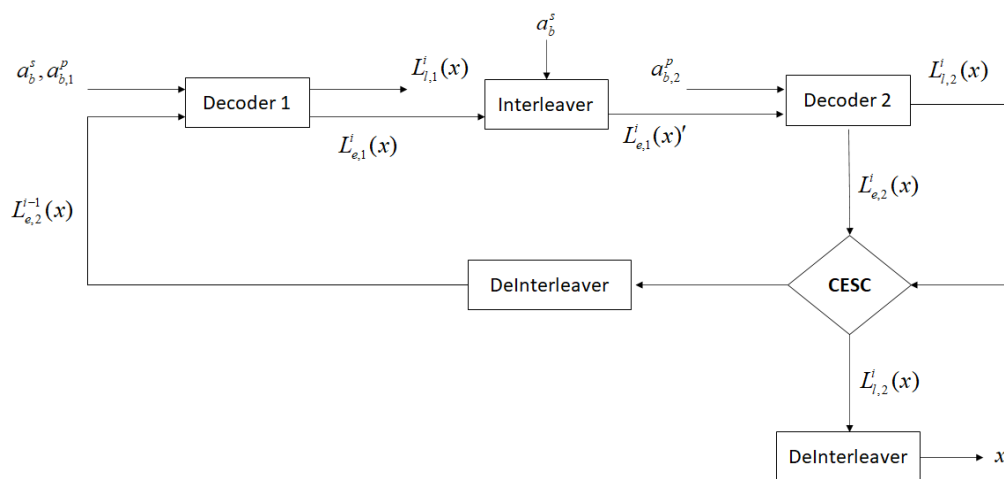 a_b^s
a_b^s, a_{b,1}^p
Decoder 1
L_{l,1}^i(x)
Interleaver
a_{b,2}^p
Decoder 2
L_{l,2}^i(x)
L_{e,1}^i(x)
L_{e,1}^i(x)'
L_{e,2}^i(x)
L_{e,2}^{i-1}(x)
DeInterleaver
CESC
L_{l,2}^i(x)
DeInterleaver
x